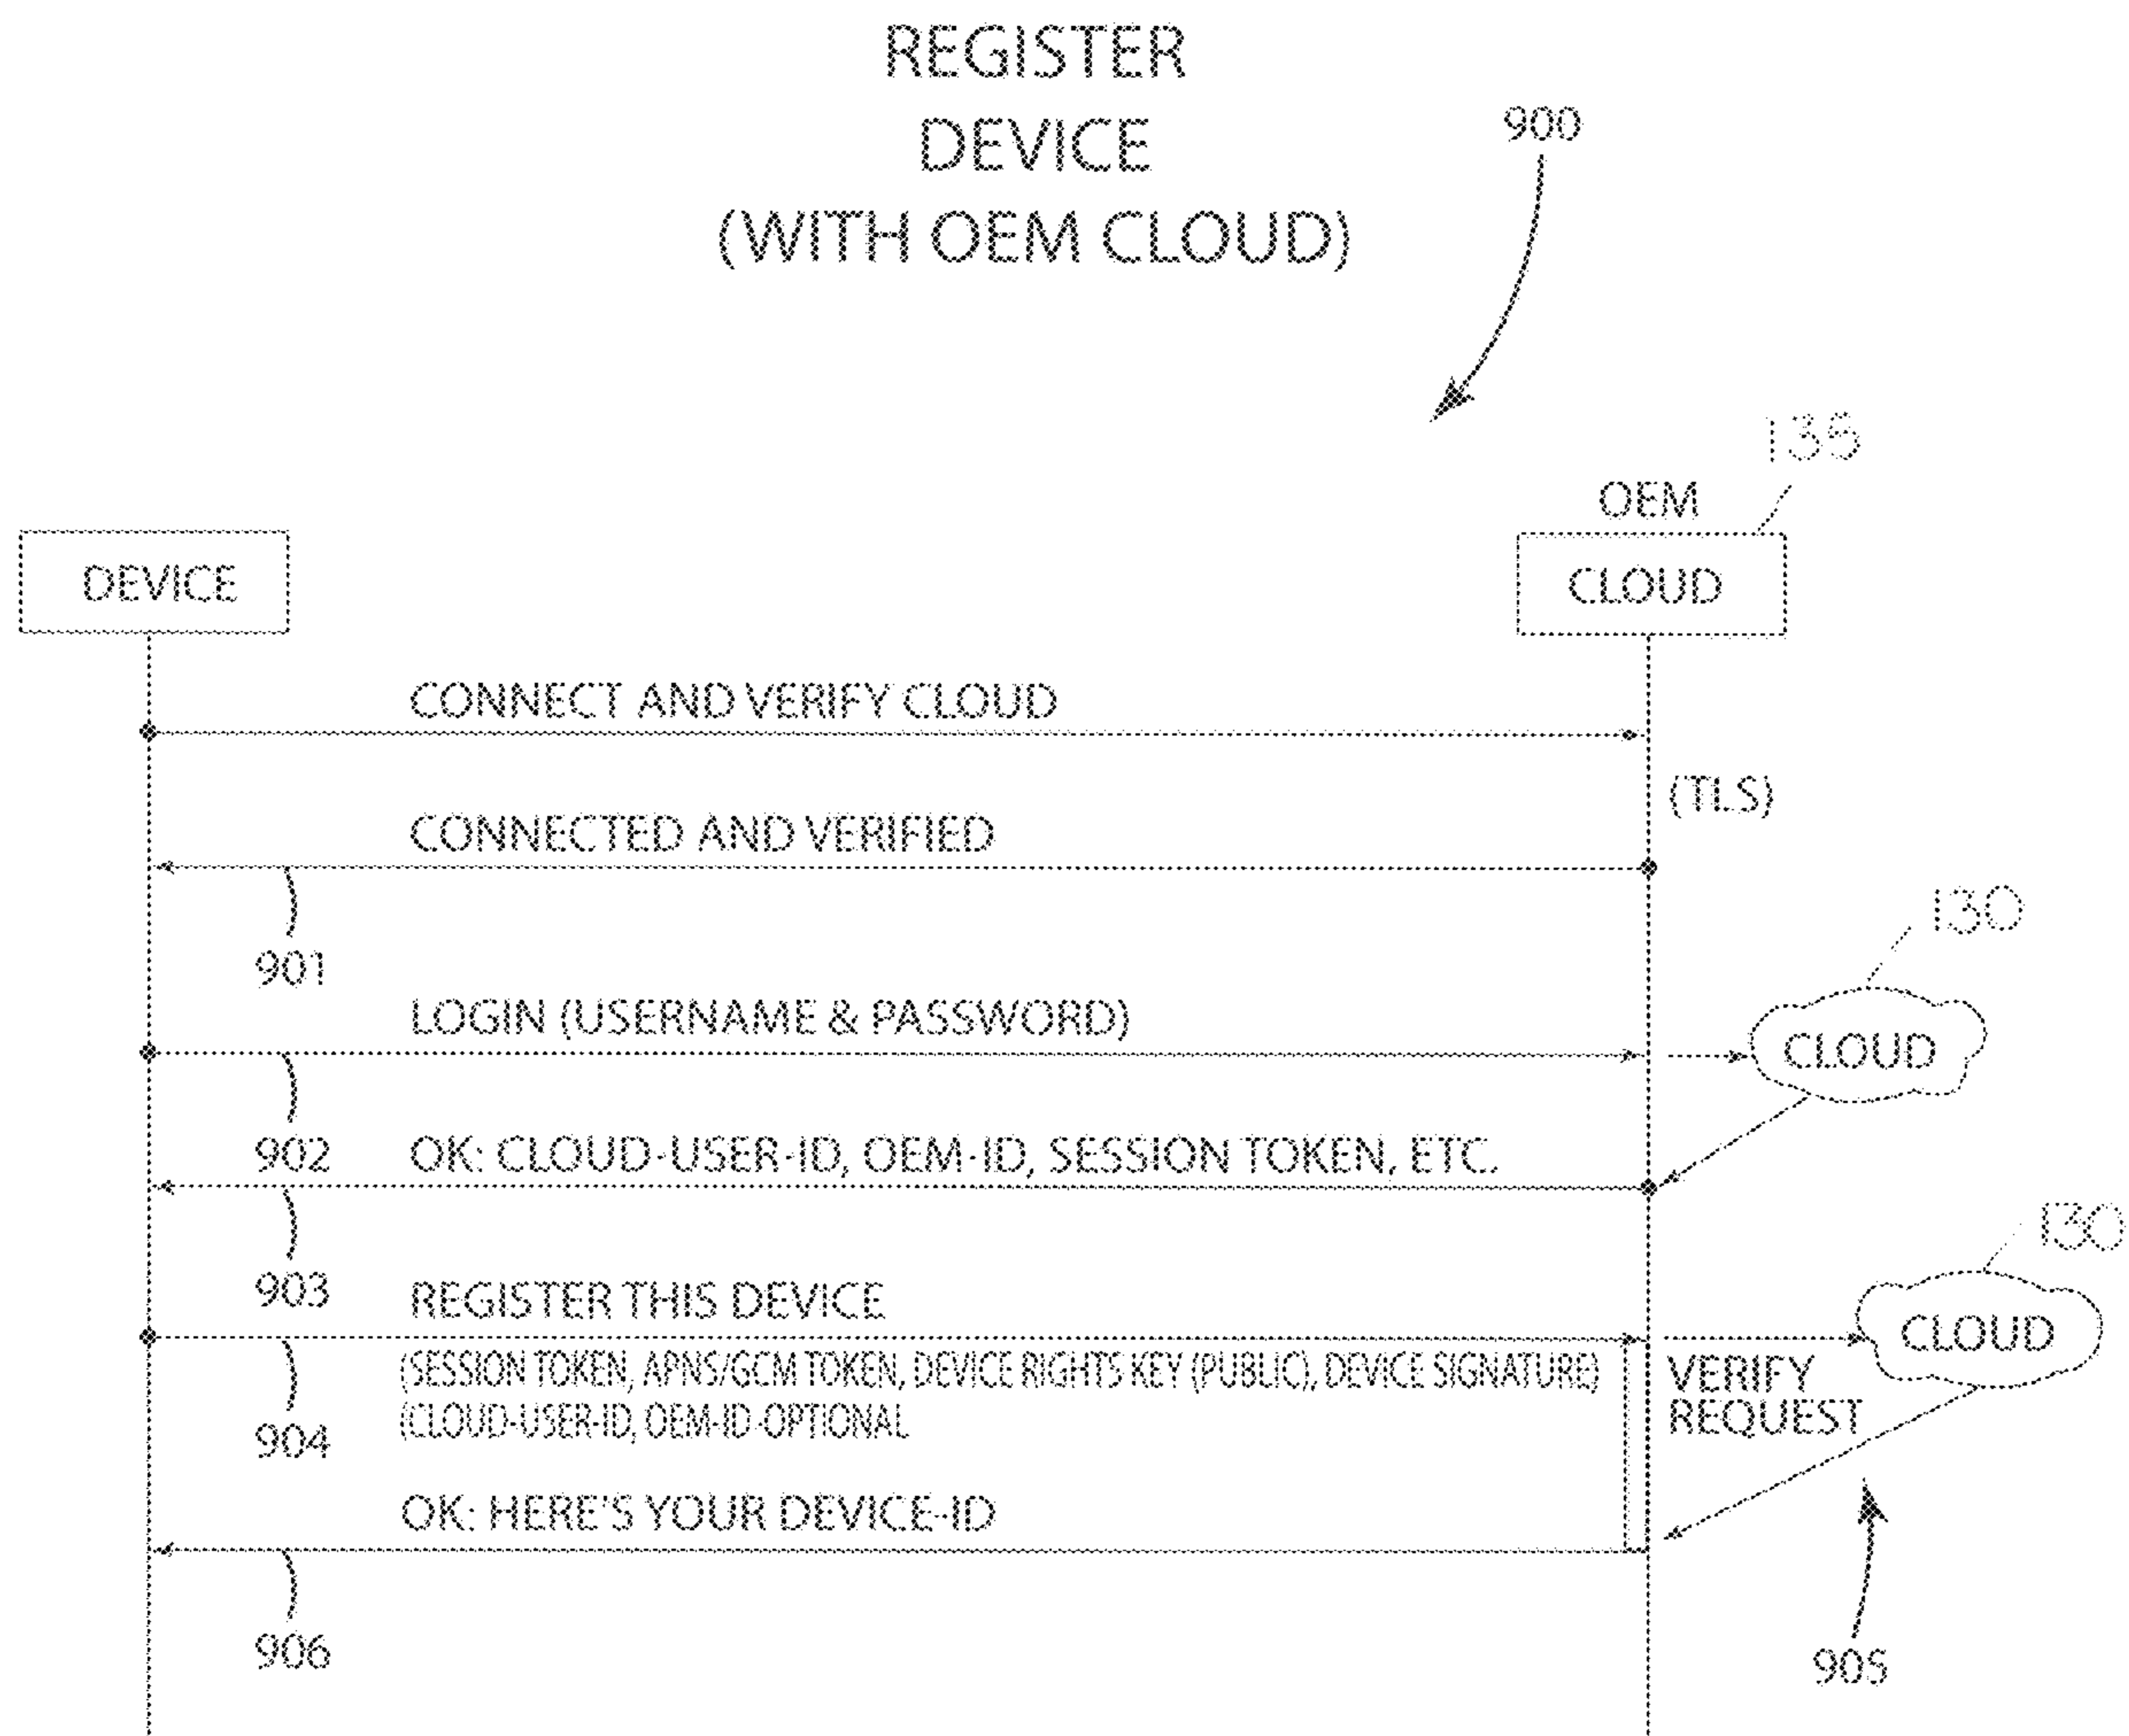 REGISTER
DEVICE
(WITH OEM CLOUD)
900
135
OEM
DEVICE
CLOUD
CONNECT AND VERIFY CLOUD
(TLS)
CONNECTED AND VERIFIED
130
901
LOGIN (USERNAME & PASSWORD)
CLOUD
902
OK: CLOUD-USER-ID, OEM-ID, SESSION TOKEN, ETC.
130
903
REGISTER THIS DEVICE
CLOUD
(SESSION TOKEN, APNS/GCM TOKEN, DEVICE RIGHTS KEY (PUBLIC), DEVICE SIGNATURE)
VERIFY
REQUEST
(CLOUD-USER-ID, OEM-ID-OPTIONAL
904
OK: HERE'S YOUR DEVICE-ID
906
905